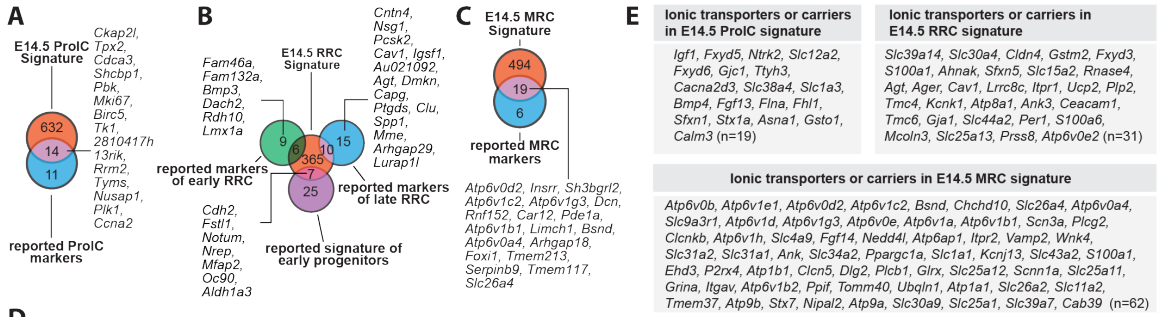 A
E14.5 ProIC
Signature
632
14
11
reported ProIC
markers
Ckap2l,
Tpx2,
Cdca3,
Shcbp1,
Pbk,
Mki67,
Birc5,
Tk1,
2810417h
13rik,
Rrm2,
Tyms,
Nusap1,
Plk1,
Ccna2
B
E14.5 RRC
Signature
Fam46a,
Fam132a,
Bmp3,
Dach2,
Rdh10,
Lmx1a
9
6
365
10
15
7
25
reported markers
of early RRC
reported markers
of late RRC
reported signature of
early progenitors
Cntn4,
Nsg1,
Pcsk2,
Cav1, Igsf1,
Au021092,
Agt, Dmkn,
Capg,
Ptgds, Clu,
Spp1,
Mme,
Arhgap29,
Lurap1l
Cdh2,
Fstl1,
Notum,
Nrep,
Mfap2,
Oc90,
Aldh1a3
C
E14.5 MRC
Signature
494
19
6
reported MRC
markers
Atp6v0d2, Insrr, Sh3bgrl2,
Atp6v1c2, Atp6v1g3, Dcn,
Rnf152, Car12, Pde1a,
Atp6v1b1, Limch1, Bsnd,
Atp6v0a4, Arhgap18,
Foxi1, Tmem213,
Serpinb9, Tmem117,
Slc26a4
D
E
Ionic transporters or carriers
in E14.5 ProIC signature
Igf1, Fxyd5, Ntrk2, Slc12a2,
Fxyd6, Gjc1, Ttyh3,
Cacna2d3, Slc38a4, Slc1a3,
Bmp4, Fgf13, Flna, Fhl1,
Sfxn1, Stx1a, Asna1, Gsto1,
Calm3 (n=19)
Ionic transporters or carriers in
E14.5 RRC signature
Slc39a14, Slc30a4, Cldn4, Gstm2, Fxyd3,
S100a1, Ahnak, Sfxn5, Slc15a2, Rnase4,
Agt, Ager, Cav1, Lrrc8c, Itpr1, Ucp2, Plp2,
Tmc4, Kcnk1, Atp8a1, Ank3, Ceacam1,
Tmc6, Gja1, Slc44a2, Per1, S100a6,
Mcoln3, Slc25a13, Prss8, Atp6v0e2 (n=31)
Ionic transporters or carriers in E14.5 MRC signature
Atp6v0b, Atp6v1e1, Atp6v0d2, Atp6v1c2, Bsnd, Chchd10, Slc26a4, Atp6v0a4,
Slc9a3r1, Atp6v1d, Atp6v1g3, Atp6v0e, Atp6v1a, Atp6v1b1, Scn3a, Plcg2,
Clcnkb, Atp6v1h, Slc4a9, Fgf14, Nedd4l, Atp6ap1, Itpr2, Vamp2, Wnk4,
Slc31a2, Slc31a1, Ank, Slc34a2, Ppargc1a, Slc1a1, Kcnj13, Slc43a2, S100a1,
Ehd3, P2rx4, Atp1b1, Clcn5, Dlg2, Plcb1, Glrx, Slc25a12, Scnn1a, Slc25a11,
Grina, Itgav, Atp6v1b2, Ppif, Tomm40, Ubqln1, Atp1a1, Slc26a2, Slc11a2,
Tmem37, Atp9b, Stx7, Nipal2, Atp9a, Slc30a9, Slc25a1, Slc39a7, Cab39 (n=62)